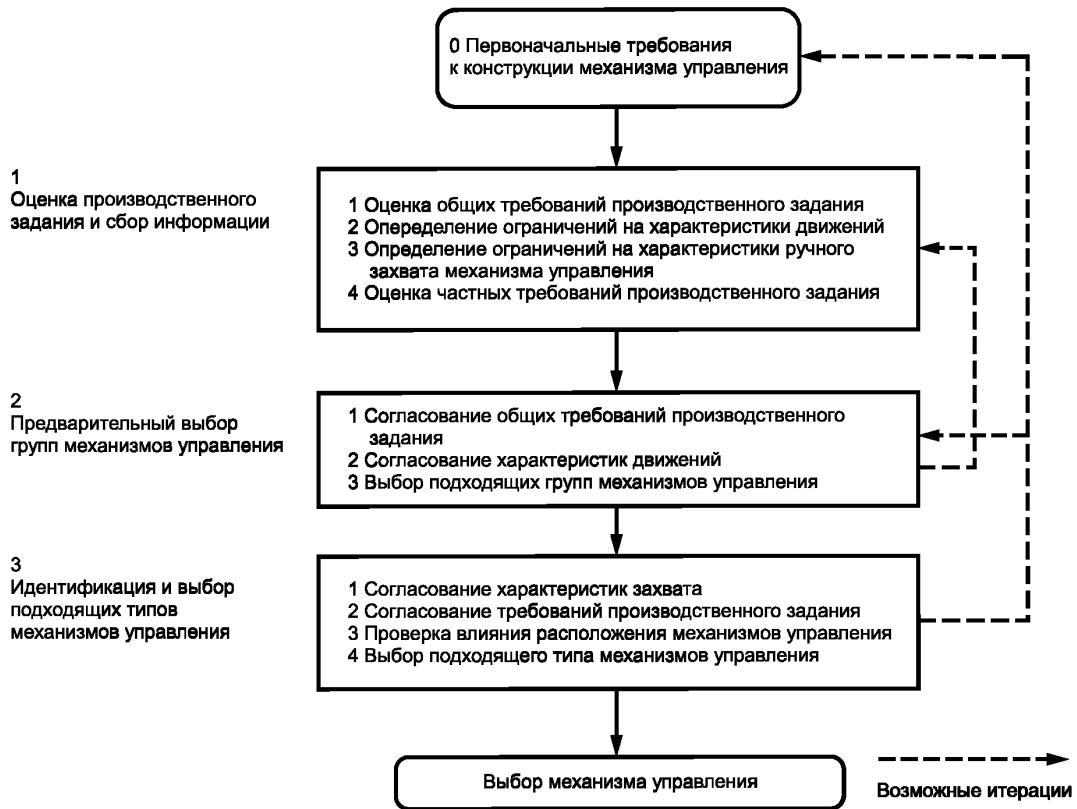 0 Первоначальные требования
к конструкции механизма управления
1
Оценка производственного
задания и сбор информации
1 Оценка общих требований производственного задания
2 Опеределение ограничений на характеристики движений
3 Определение ограничений на характеристики ручного
захвата механизма управления
4 Оценка частных требований производственного задания
2
Предварительный выбор
групп механизмов управления
1 Согласование общих требований производственного
задания
2 Согласование характеристик движений
3 Выбор подходящих групп механизмов управления
3
Идентификация и выбор
подходящих типов
механизмов управления
1 Согласование характеристик захвата
2 Согласование требований производственного задания
3 Проверка влияния расположения механизмов управления
4 Выбор подходящего типа механизмов управления
Выбор механизма управления
Возможные итерации